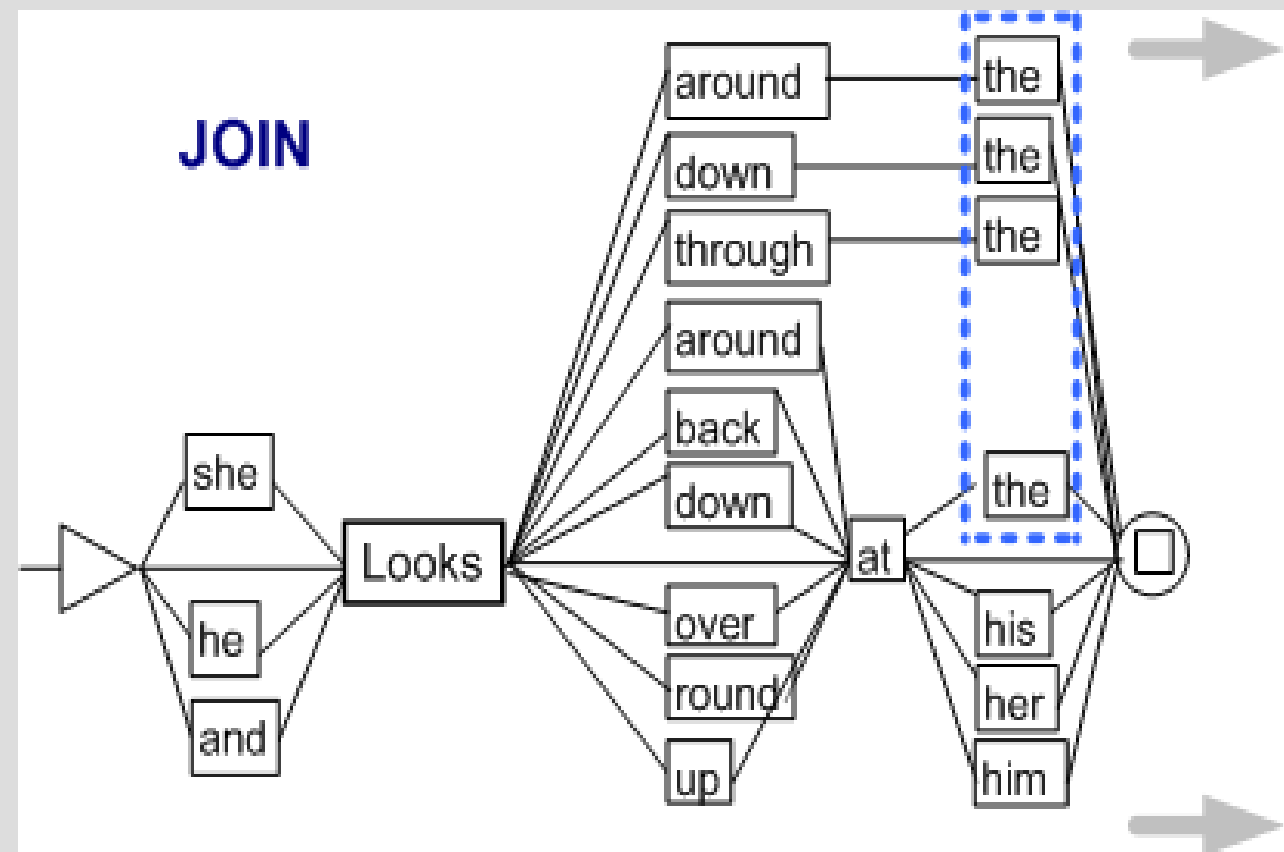 JOIN
around
the
down
the
through
the
around
back
down
she
Looks
he
and
at
the
over
round
up
his
her
him